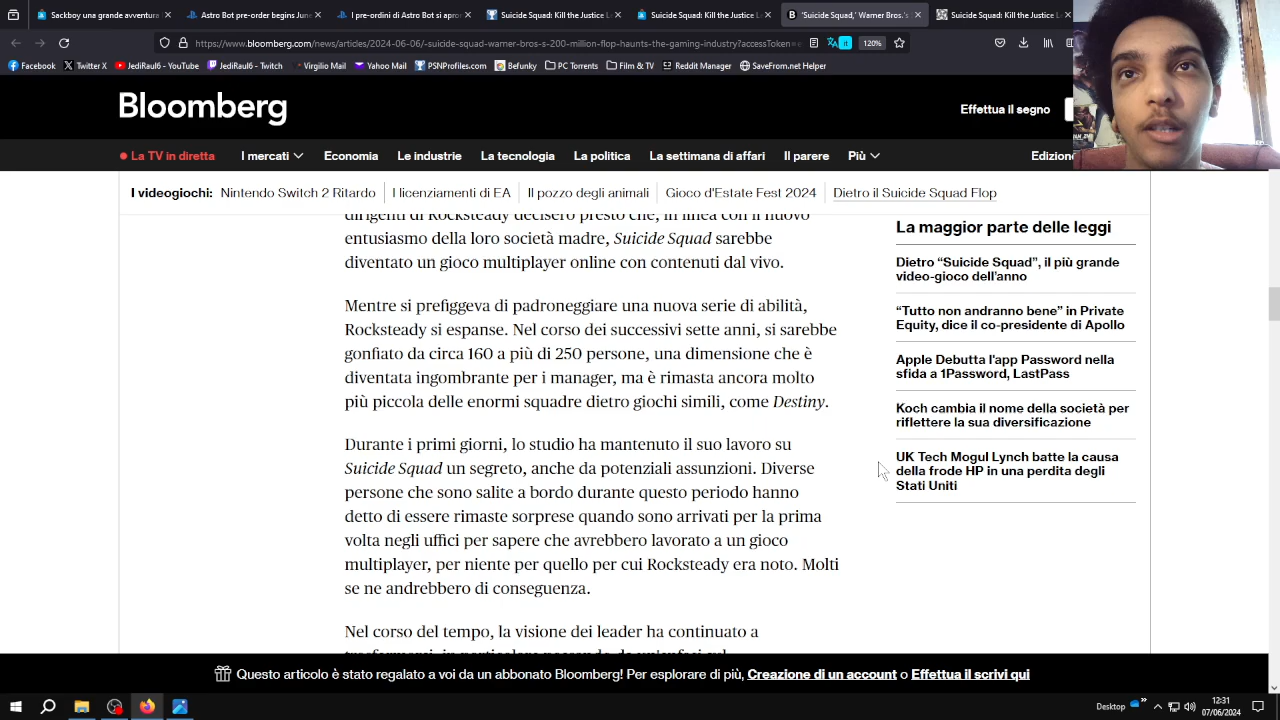 Sackboy una grande avventura
Astro Bot pre-order begins June
I pre-ordini di Astro Bot si apro
Suicide Squad: Kill the Justice L
Suicide Squad: Kill the Justice L
'Suicide Squad,' Warner Bros.'s
Suicide Squad: Kill the Justice L
https://www.bloomberg.com/news/articles/2024-06-06/-suicide-squad-warner-bros-s-200-million-flop-haunts-the-gaming-industry?accessToken=
it
120%
Facebook
Twitter X
JediRaul6 - YouTube
JediRaul6 - Twitch
Virgilio Mail
Yahoo Mail
PSNProfiles.com
Befunky
PC Torrents
Film & TV
Reddit Manager
SaveFrom.net Helper
Bloomberg
Effettua il segno
La TV in diretta
I mercati
Economia
Le industrie
La tecnologia
La politica
La settimana di affari
Il parere
Più
Edizione
I videogiochi:
Nintendo Switch 2 Ritardo
I licenziamenti di EA
Il pozzo degli animali
Gioco d'Estate Fest 2024
Dietro il Suicide Squad Flop
dirigenti di Rocksteady decisero presto che, in linea con il nuovo
entusiasmo della loro società madre, Suicide Squad sarebbe
diventato un gioco multiplayer online con contenuti dal vivo.
Mentre si prefiggeva di padroneggiare una nuova serie di abilità,
Rocksteady si espanse. Nel corso dei successivi sette anni, si sarebbe
gonfiato da circa 160 a più di 250 persone, una dimensione che è
diventata ingombrante per i manager, ma è rimasta ancora molto
più piccola delle enormi squadre dietro giochi simili, come Destiny.
Durante i primi giorni, lo studio ha mantenuto il suo lavoro su
Suicide Squad un segreto, anche da potenziali assunzioni. Diverse
persone che sono salite a bordo durante questo periodo hanno
detto di essere rimaste sorprese quando sono arrivati per la prima
volta negli uffici per sapere che avrebbero lavorato a un gioco
multiplayer, per niente per quello per cui Rocksteady era noto. Molti
se ne andrebbero di conseguenza.
Nel corso del tempo, la visione dei leader ha continuato a
La maggior parte delle leggi
Dietro “Suicide Squad”, il più grande
video-gioco dell’anno
“Tutto non andranno bene” in Private
Equity, dice il co-presidente di Apollo
Apple Debutta l'app Password nella
sfida a 1Password, LastPass
Koch cambia il nome della società per
riflettere la sua diversificazione
UK Tech Mogul Lynch batte la causa
della frode HP in una perdita degli
Stati Uniti
Questo articolo è stato regalato a voi da un abbonato Bloomberg! Per esplorare di più, Creazione di un account o Effettua il scrivi qui
Desktop
12:31
07/06/2024